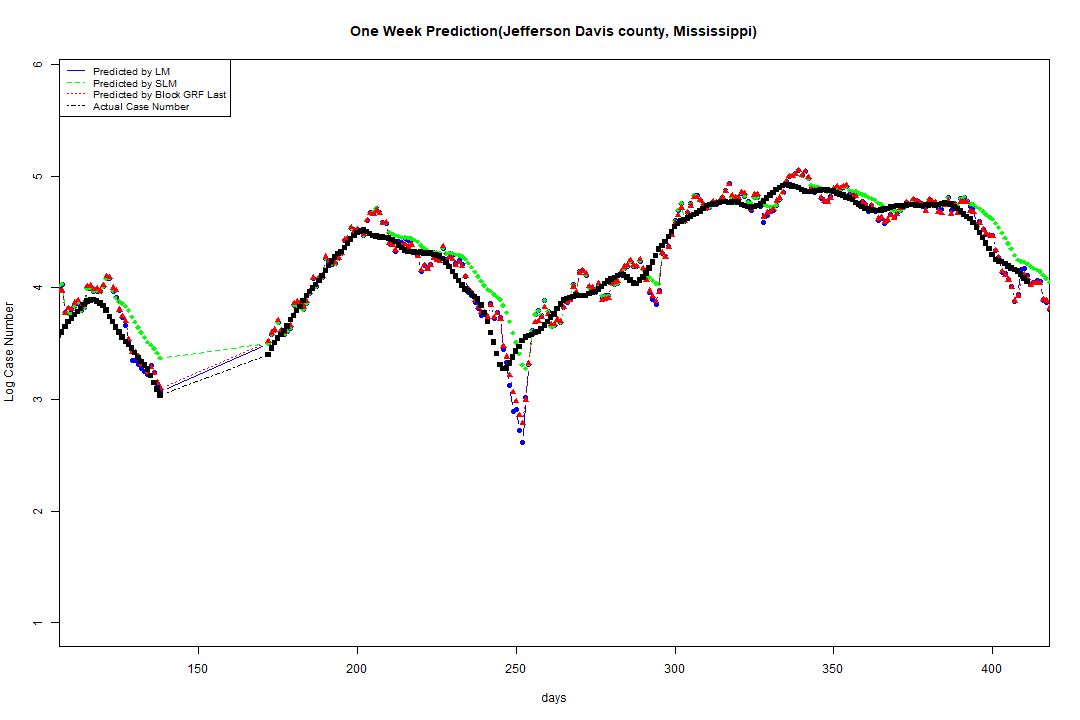 One Week Prediction(Jefferson Davis county, Mississippi)
Predicted by LM
Predicted by SLM
Predicted by Block GRF Last
Actual Case Number
6
5
4
3
2
1
Log Case Number
150
200
250
300
350
400
days